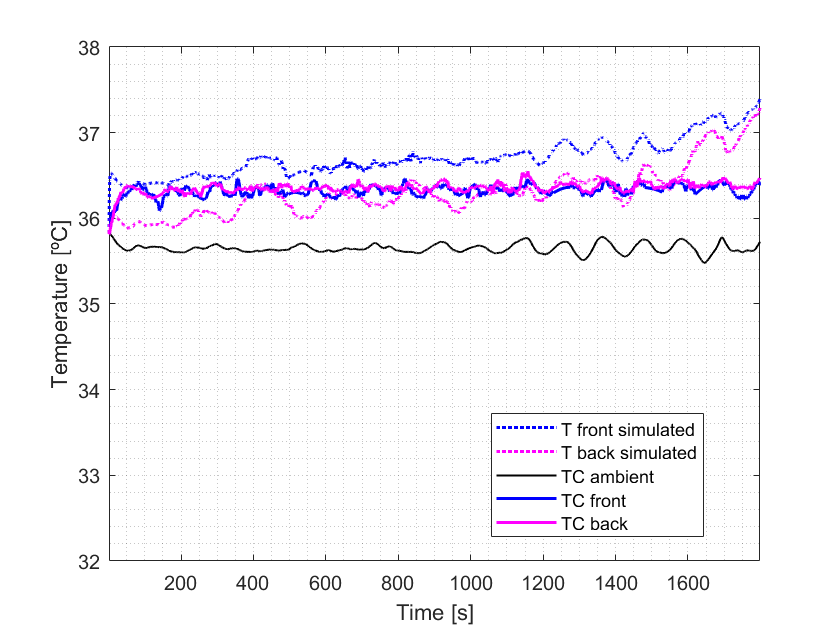 38
37
36
35
34
33
32
Temperature [ºC]
T front simulated
T back simulated
TC ambient
TC front
TC back
200 400 600 800 1000 1200 1400 1600
Time [s]